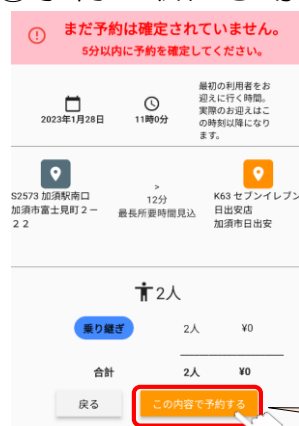 まだ予約は確定されていません。
5分以内に予約を確定してください。
2023年1月28日
11時0分
最初の利用者をお
迎えに行く時間。
実際のお迎えはこ
の時刻以降になり
ます。
S2573 加須駅南口
加須市富士見町2－
22
>
12分
最長所要時間見込
K63 セブンイレブン
日出安店
加須市日出安
2人
乗り継ぎ 2人 ¥0
合計 2人 ¥0
戻る
この内容で予約する